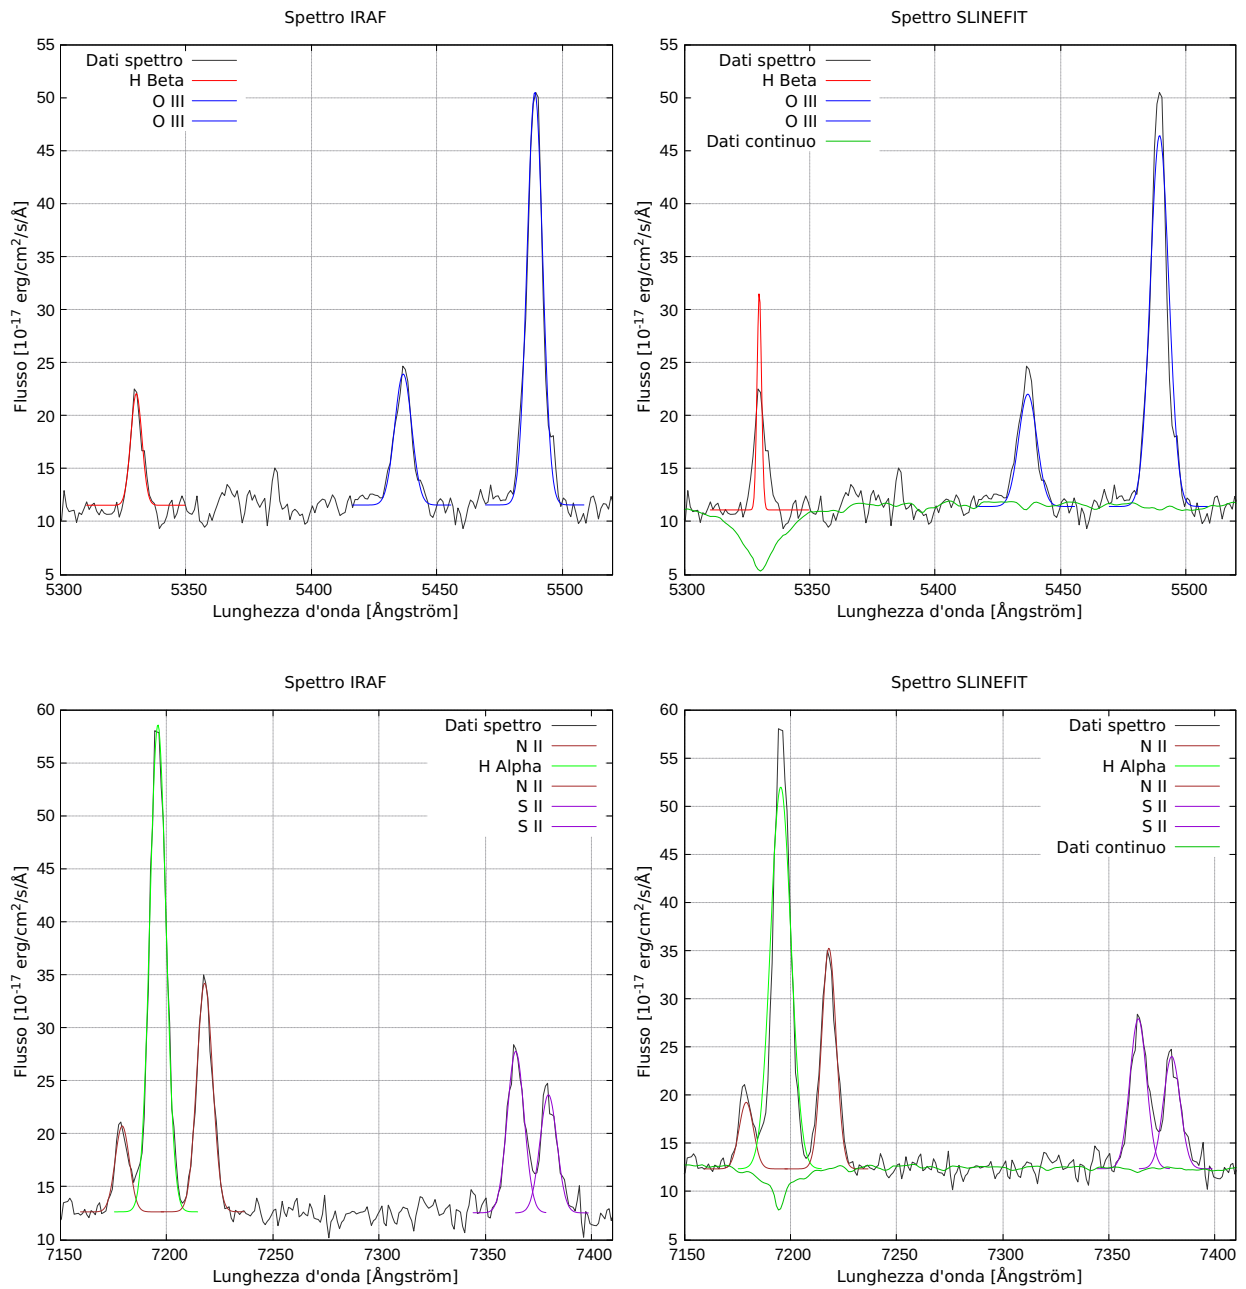 Spettro IRAF
Flusso [10-17 erg/cm2/s/Å]
55
50
45
40
35
30
25
20
15
10
5
Dati spettro
H Beta
O III
O III
5300
5350
5400
5450
5500
Lunghezza d'onda [Ångström]
Spettro SLINEFIT
Flusso [10-17 erg/cm2/s/Å]
55
50
45
40
35
30
25
20
15
10
5
Dati spettro
H Beta
O III
O III
Dati continuo
5300
5350
5400
5450
5500
Lunghezza d'onda [Ångström]
Spettro IRAF
Flusso [10-17 erg/cm2/s/Å]
60
55
50
45
40
35
30
25
20
15
10
Dati spettro
N II
H Alpha
N II
S II
S II
7150
7200
7250
7300
7350
7400
Lunghezza d'onda [Ångström]
Spettro SLINEFIT
Flusso [10-17 erg/cm2/s/Å]
60
55
50
45
40
35
30
25
20
15
10
5
Dati spettro
N II
H Alpha
N II
S II
S II
Dati continuo
7150
7200
7250
7300
7350
7400
Lunghezza d'onda [Ångström]